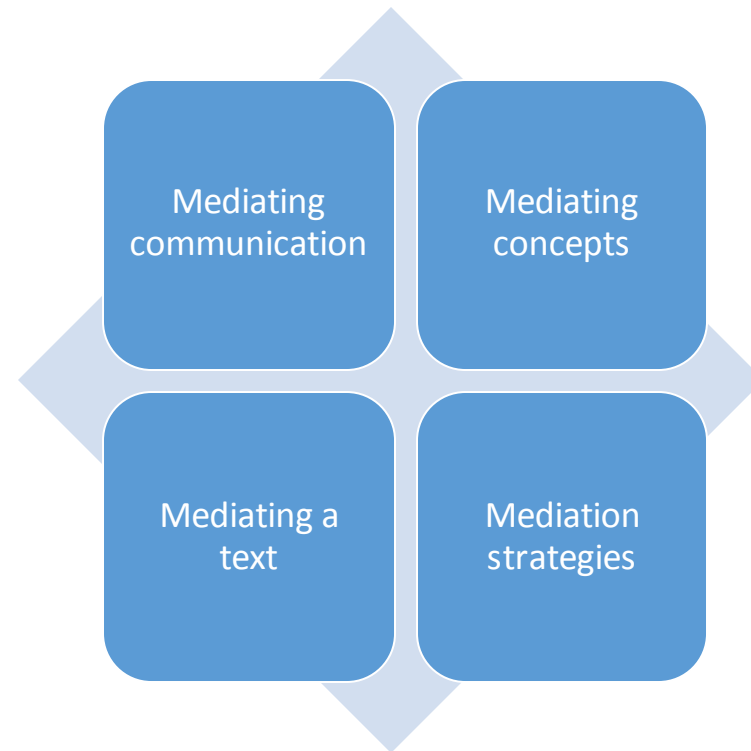 Mediating
communication
Mediating
concepts
Mediating a
text
Mediation
strategies